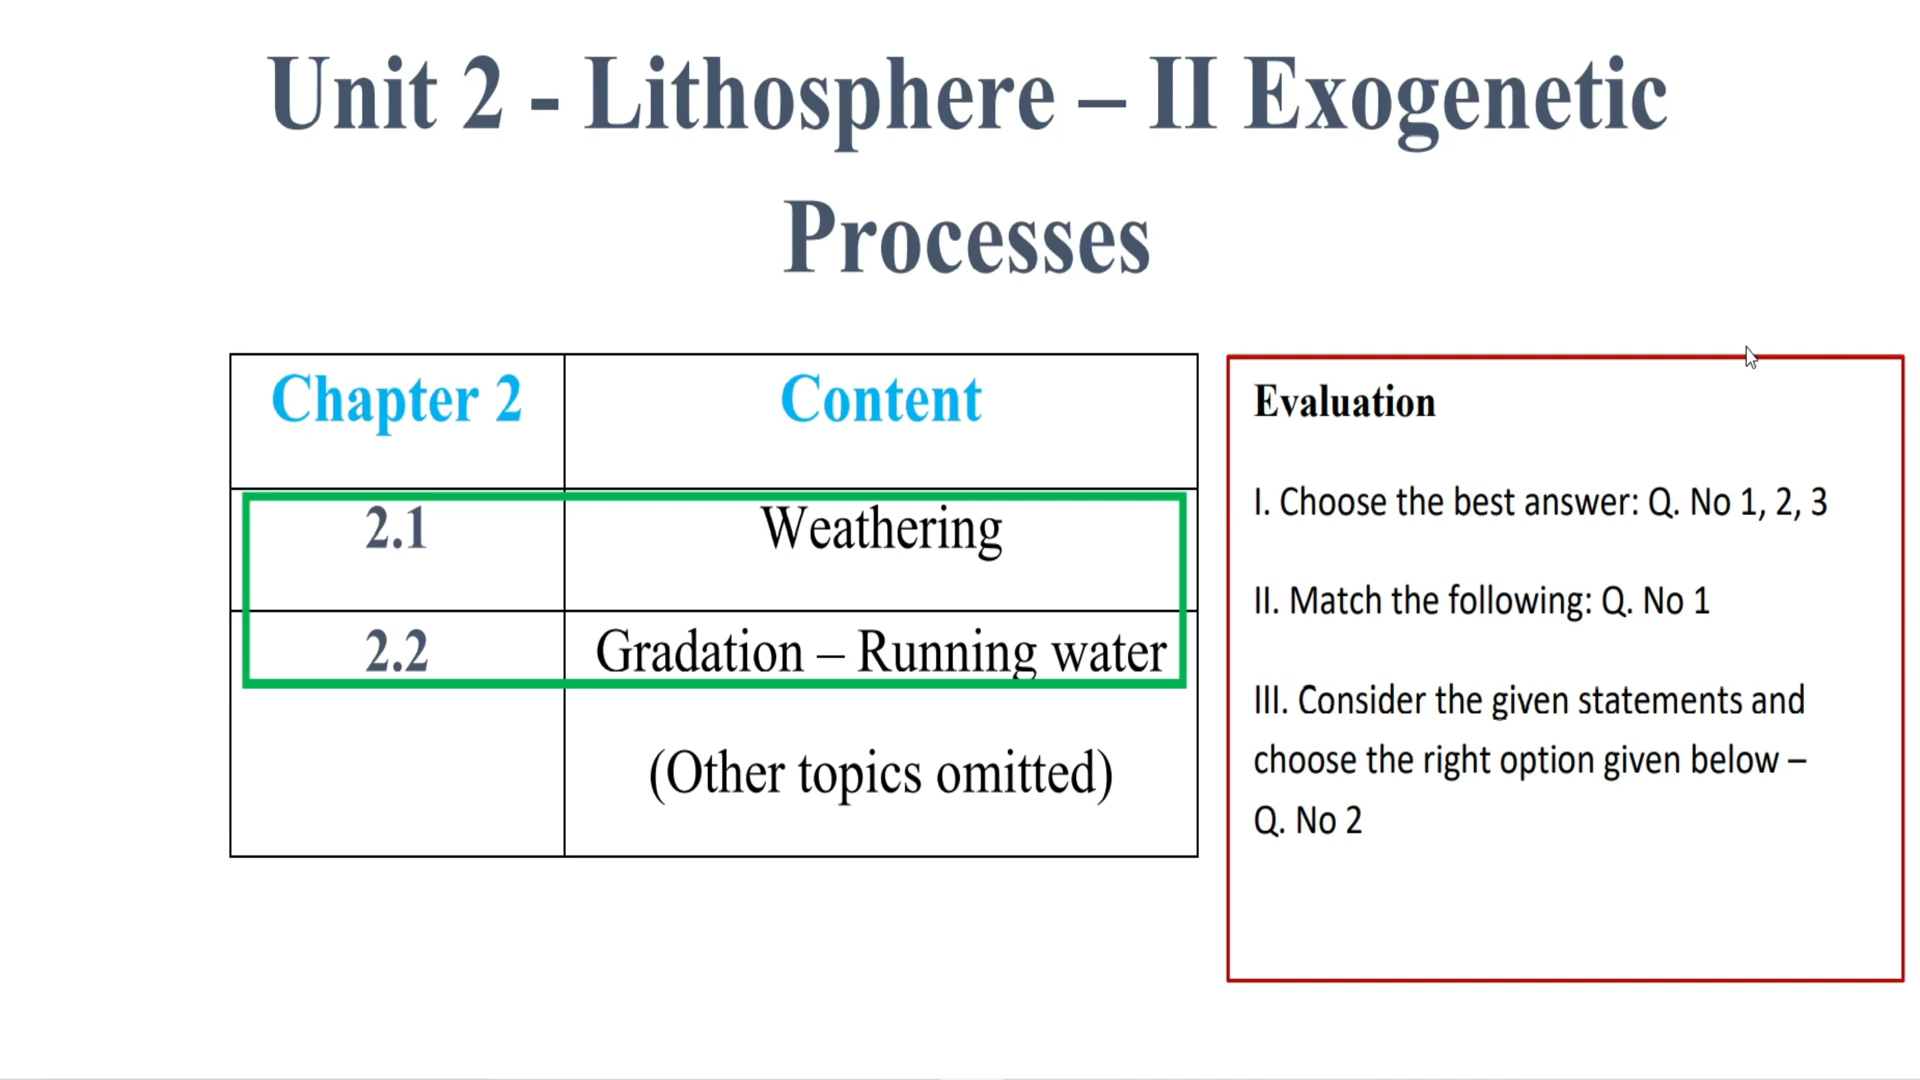 Unit 2 - Lithosphere – II Exogenetic
Processes
Chapter 2
Content
2.1
Weathering
2.2
Gradation – Running water
(Other topics omitted)
Evaluation
I. Choose the best answer: Q. No 1, 2, 3
II. Match the following: Q. No 1
III. Consider the given statements and
choose the right option given below –
Q. No 2